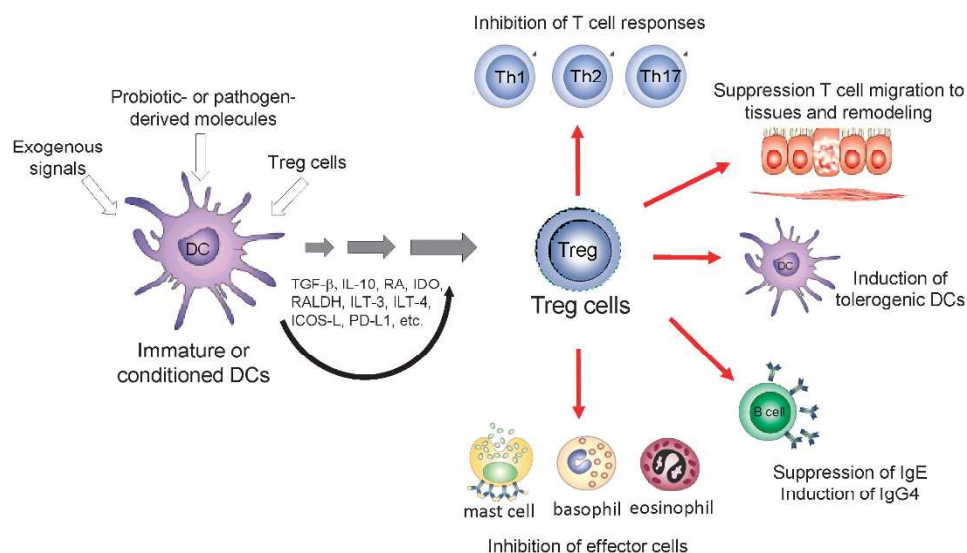 Inhibition of T cell responses
Th1
Th2
Th17
Probiotic- or pathogen-
derived molecules
Exogenous
signals
Treg cells
DC
TGF-β, IL-10, RA, IDO,
RALDH, ILT-3, ILT-4,
ICOS-L, PD-L1, etc.
Immature or
conditioned DCs
Treg
Treg cells
Suppression T cell migration to
tissues and remodeling
DC
Induction of
tolerogenic DCs
B cell
Suppression of IgE
Induction of IgG4
mast cell
basophil
eosinophil
Inhibition of effector cells